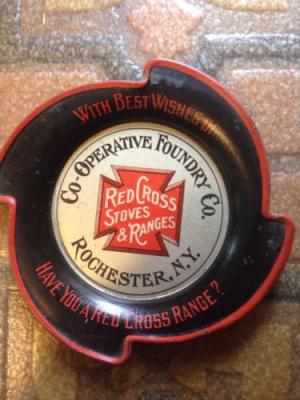 WITH BEST WISHES OF
CO-OPERATIVE FOUNDRY CO.
RED CROSS
STOVES
& RANGES
ROCHESTER, N.Y.
HAVE YOU A RED CROSS RANGE?